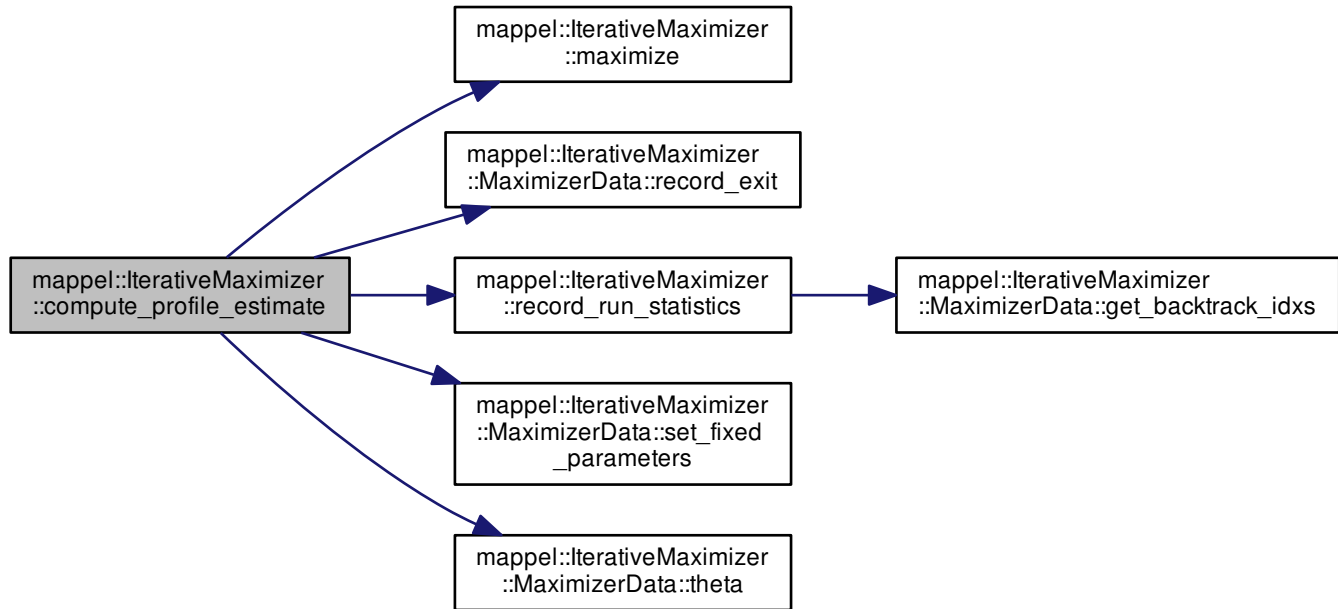 mappel::IterativeMaximizer
::maximize
mappel::IterativeMaximizer
::MaximizerData::record_exit
mappel::IterativeMaximizer
::compute_profile_estimate
mappel::IterativeMaximizer
::record_run_statistics
mappel::IterativeMaximizer
::MaximizerData::get_backtrack_idxs
mappel::IterativeMaximizer
::MaximizerData::set_fixed
_parameters
mappel::IterativeMaximizer
::MaximizerData::theta